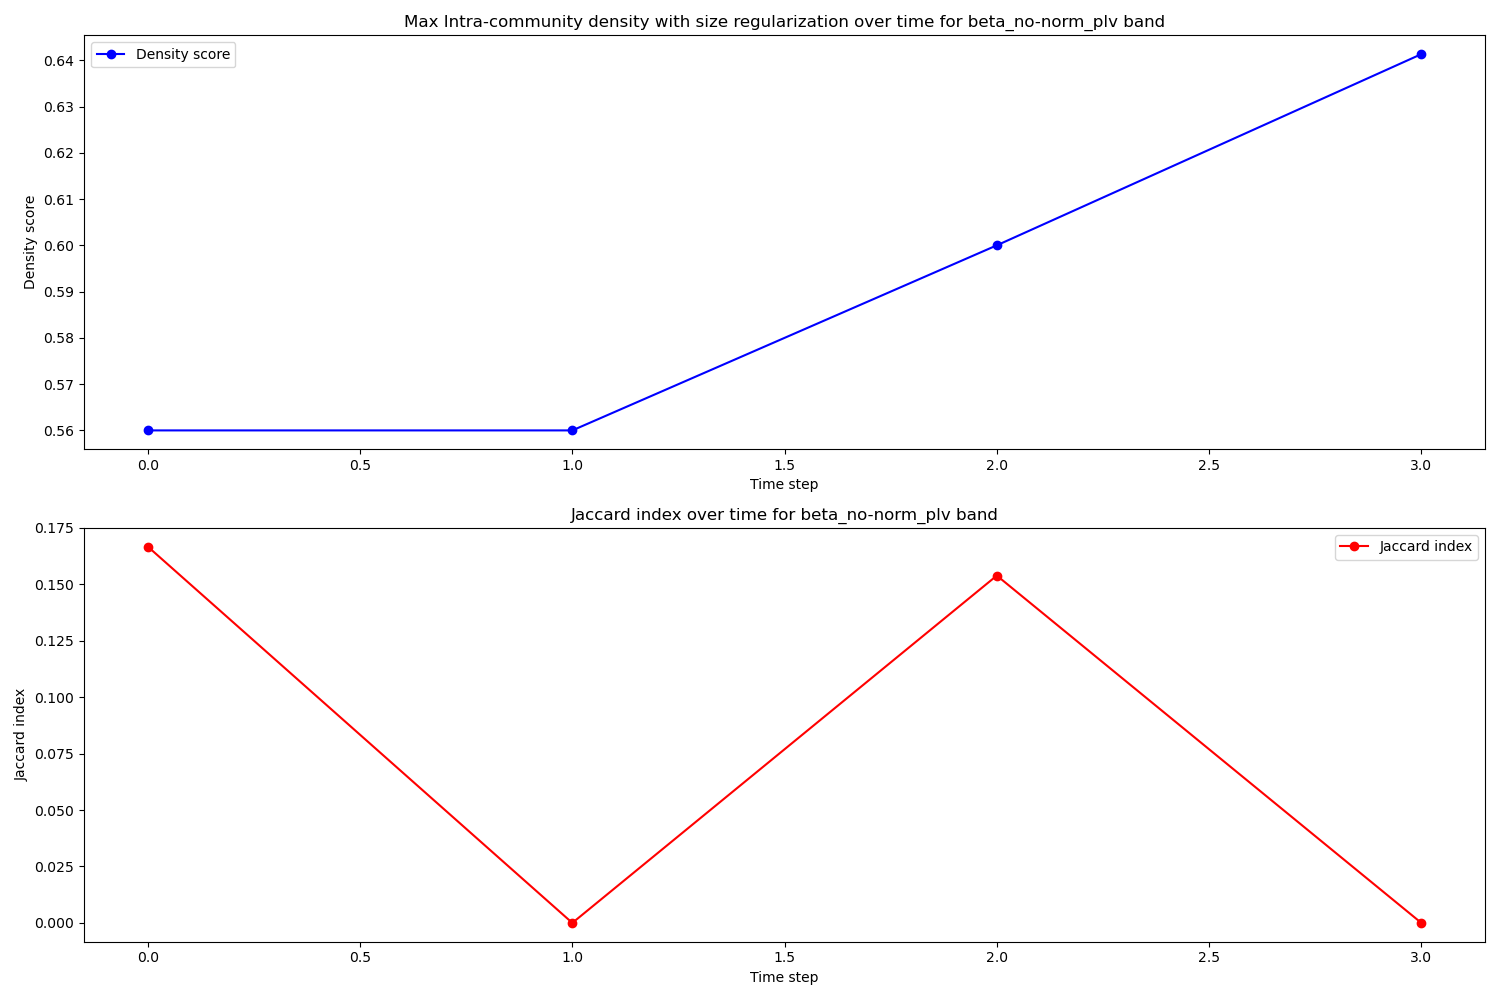 Max Intra-community density with size regularization over time for beta_no-norm_plv band
Density score
0.64
0.63
0.62
0.61
0.60
0.59
0.58
0.57
0.56
Density score
0.0 0.5 1.0 1.5 2.0 2.5 3.0
Time step
Jaccard index over time for beta_no-norm_plv band
Jaccard index
0.175
0.150
0.125
0.100
0.075
0.050
0.025
0.000
Jaccard index
0.0 0.5 1.0 1.5 2.0 2.5 3.0
Time step